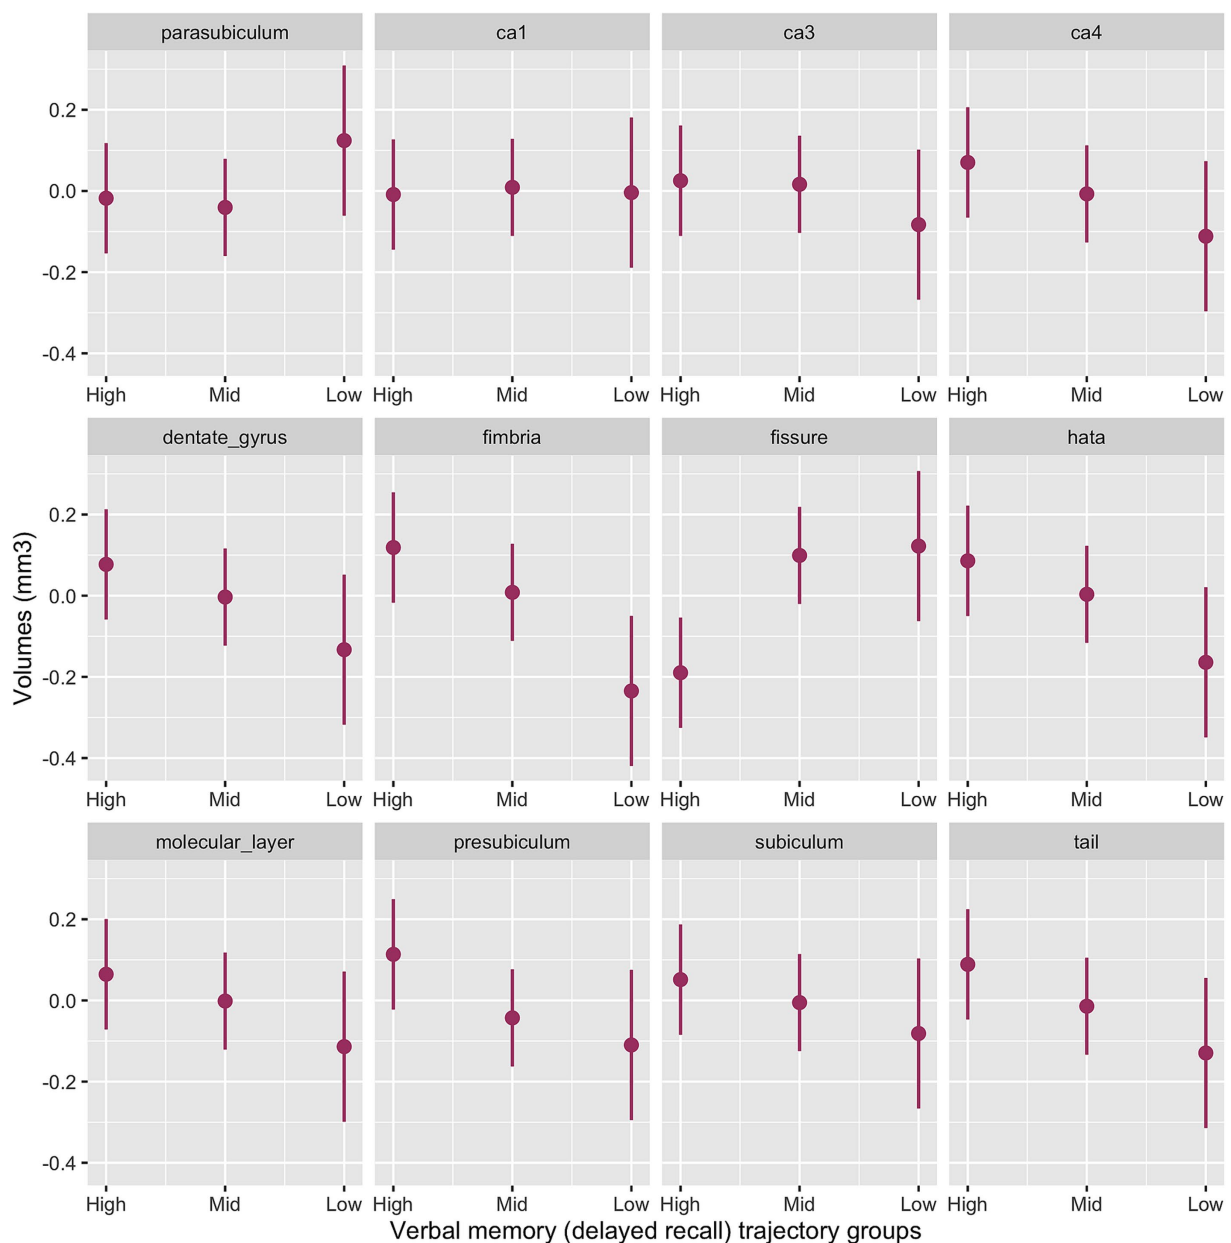 parasubiculum ca1 ca3 ca4
0.2
0.0
-0.2
-0.4
High Mid Low High Mid Low High Mid Low High Mid Low
dentate_gyrus fimbria fissure hata
0.2
0.0
-0.2
-0.4
High Mid Low High Mid Low High Mid Low High Mid Low
molecular_layer presubiculum subiculum tail
0.2
0.0
-0.2
-0.4
High Mid Low High Mid Low High Mid Low High Mid Low
Volumes (mm3)
Verbal memory (delayed recall) trajectory groups